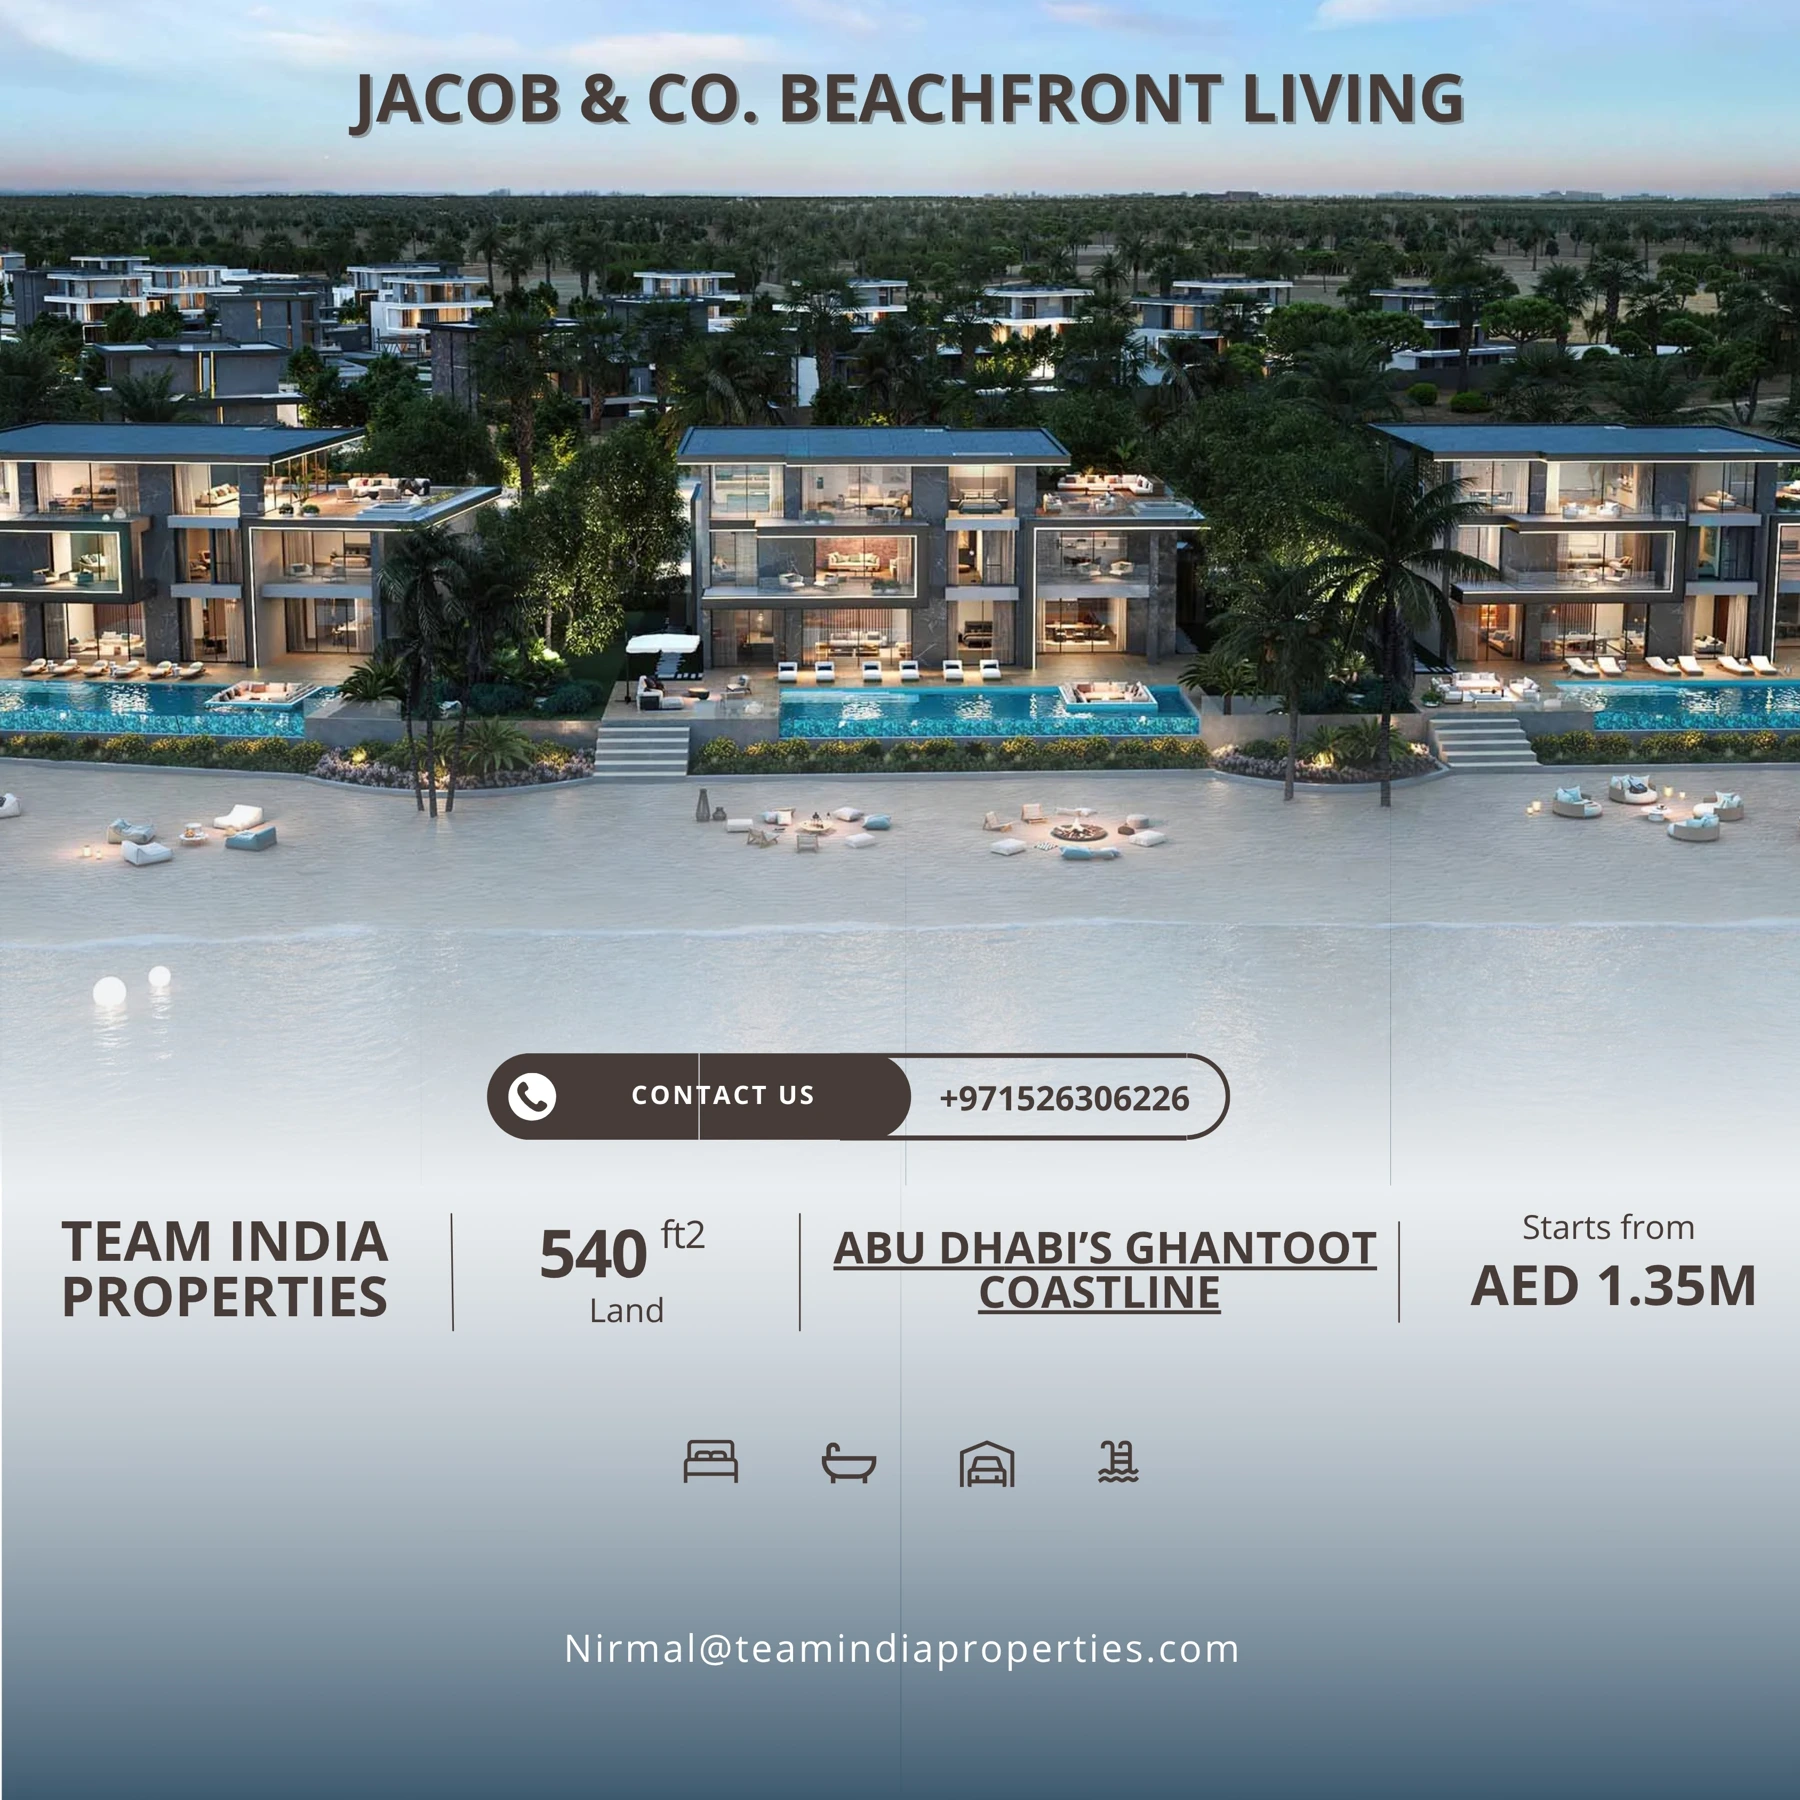 JACOB & CO. BEACHFRONT LIVING
CONTACT US
+971526306226
TEAM INDIA
PROPERTIES
540 ft2
Land
ABU DHABI’S GHANTOOT
COASTLINE
Starts from
AED 1.35M
Nirmal@teamindiaproperties.com